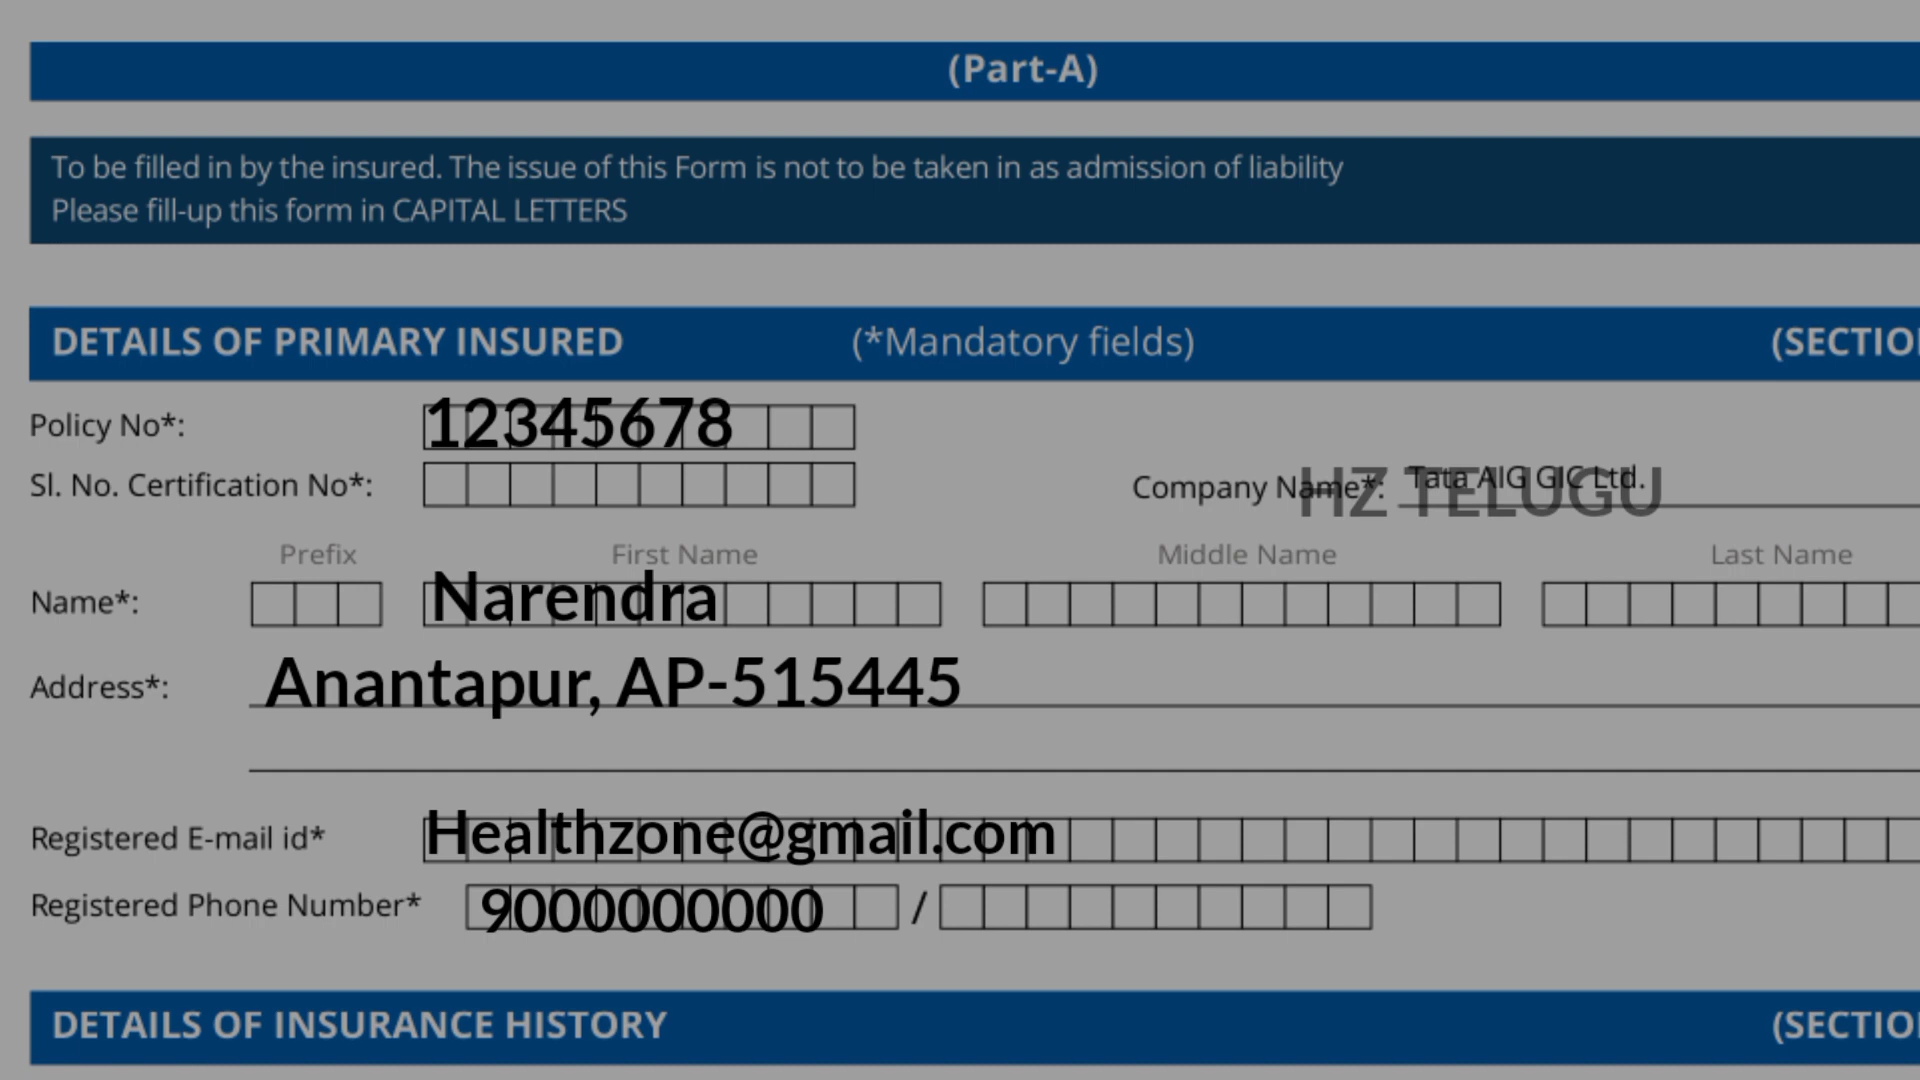 (Part-A)
To be filled in by the insured. The issue of this Form is not to be taken in as admission of liability
Please fill-up this form in CAPITAL LETTERS
DETAILS OF PRIMARY INSURED (*Mandatory fields) (SECTIO
Policy No*: 12345678
Sl. No. Certification No*: Company Name*: Tata AIG GIC Ltd.
HZ TELUGU
Prefix First Name Middle Name Last Name
Name*: Narendra
Address*: Anantapur, AP-515445
Registered E-mail id* Healthzone@gmail.com
Registered Phone Number* 9000000000 /
DETAILS OF INSURANCE HISTORY (SECTIO